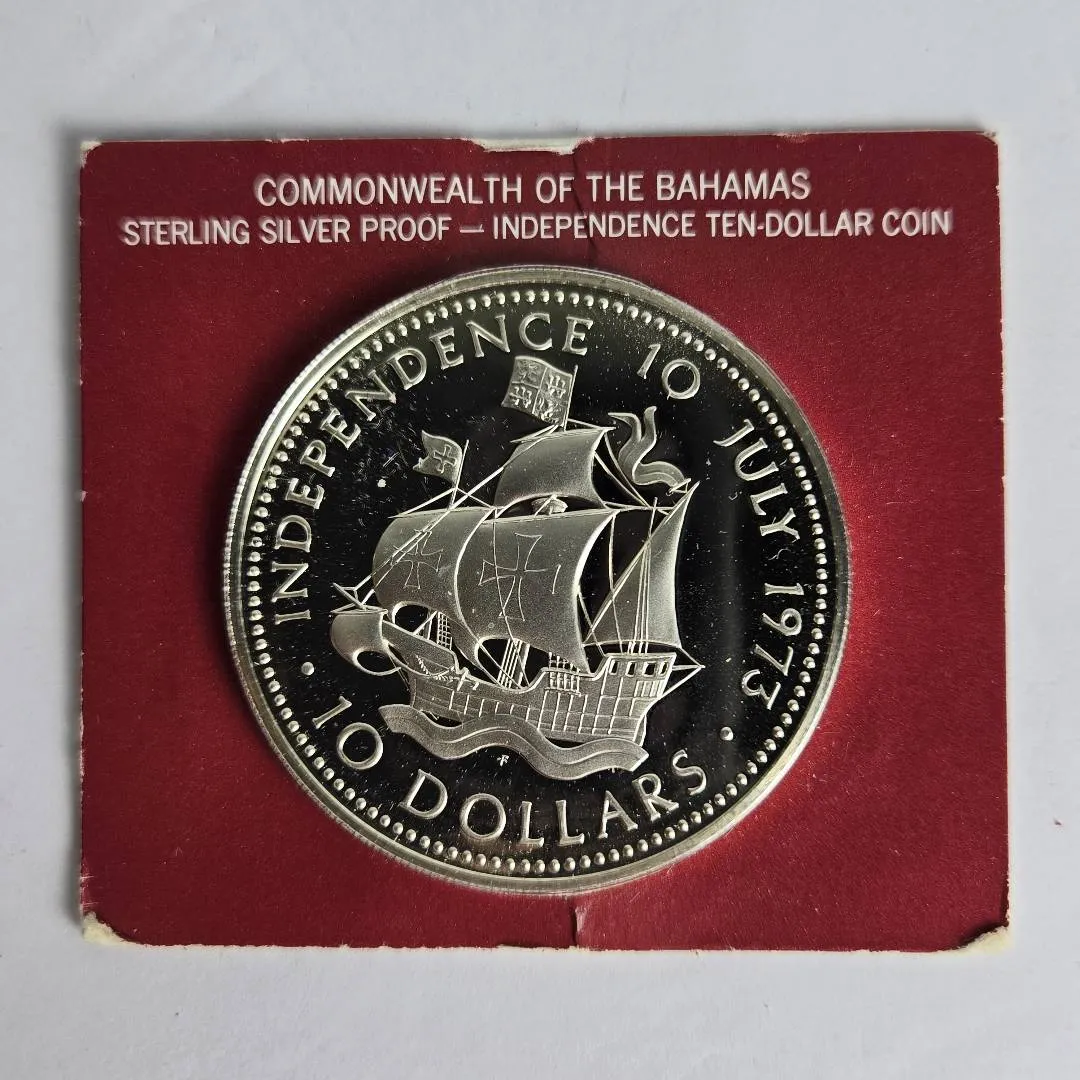 COMMONWEALTH OF THE BAHAMAS
STERLING SILVER PROOF — INDEPENDENCE TEN-DOLLAR COIN
INDEPENDENCE 10 JULY 1973
· 10 DOLLARS ·